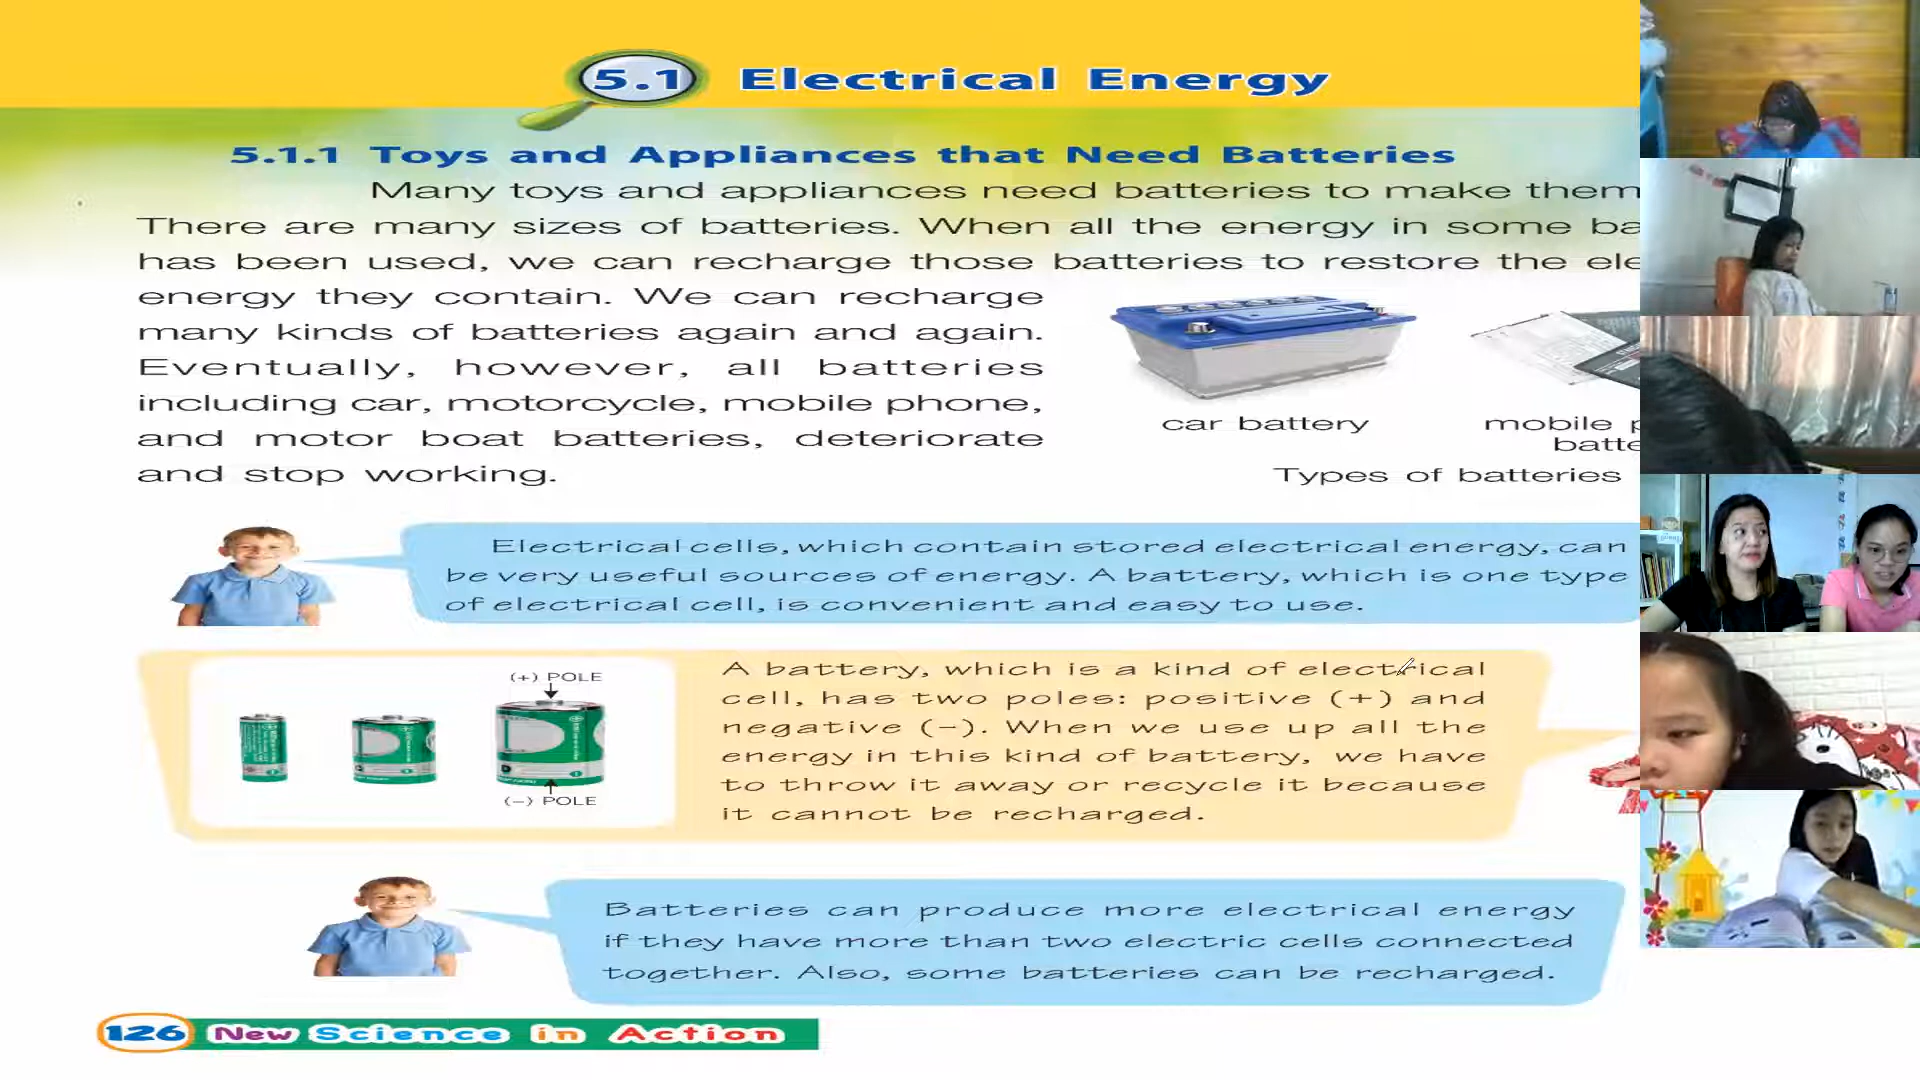 5.1 Electrical Energy
5.1.1 Toys and Appliances that Need Batteries
Many toys and appliances need batteries to make them
There are many sizes of batteries. When all the energy in some ba
has been used, we can recharge those batteries to restore the ele
energy they contain. We can recharge
many kinds of batteries again and again.
Eventually, however, all batteries
including car, motorcycle, mobile phone,
and motor boat batteries, deteriorate
and stop working.
car battery
mobile p
batte
Types of batteries
Electrical cells, which contain stored electrical energy, can
be very useful sources of energy. A battery, which is one type
of electrical cell, is convenient and easy to use.
(+) POLE
(–) POLE
A battery, which is a kind of electrical
cell, has two poles: positive (+) and
negative (–). When we use up all the
energy in this kind of battery, we have
to throw it away or recycle it because
it cannot be recharged.
Batteries can produce more electrical energy
if they have more than two electric cells connected
together. Also, some batteries can be recharged.
126 New Science in Action